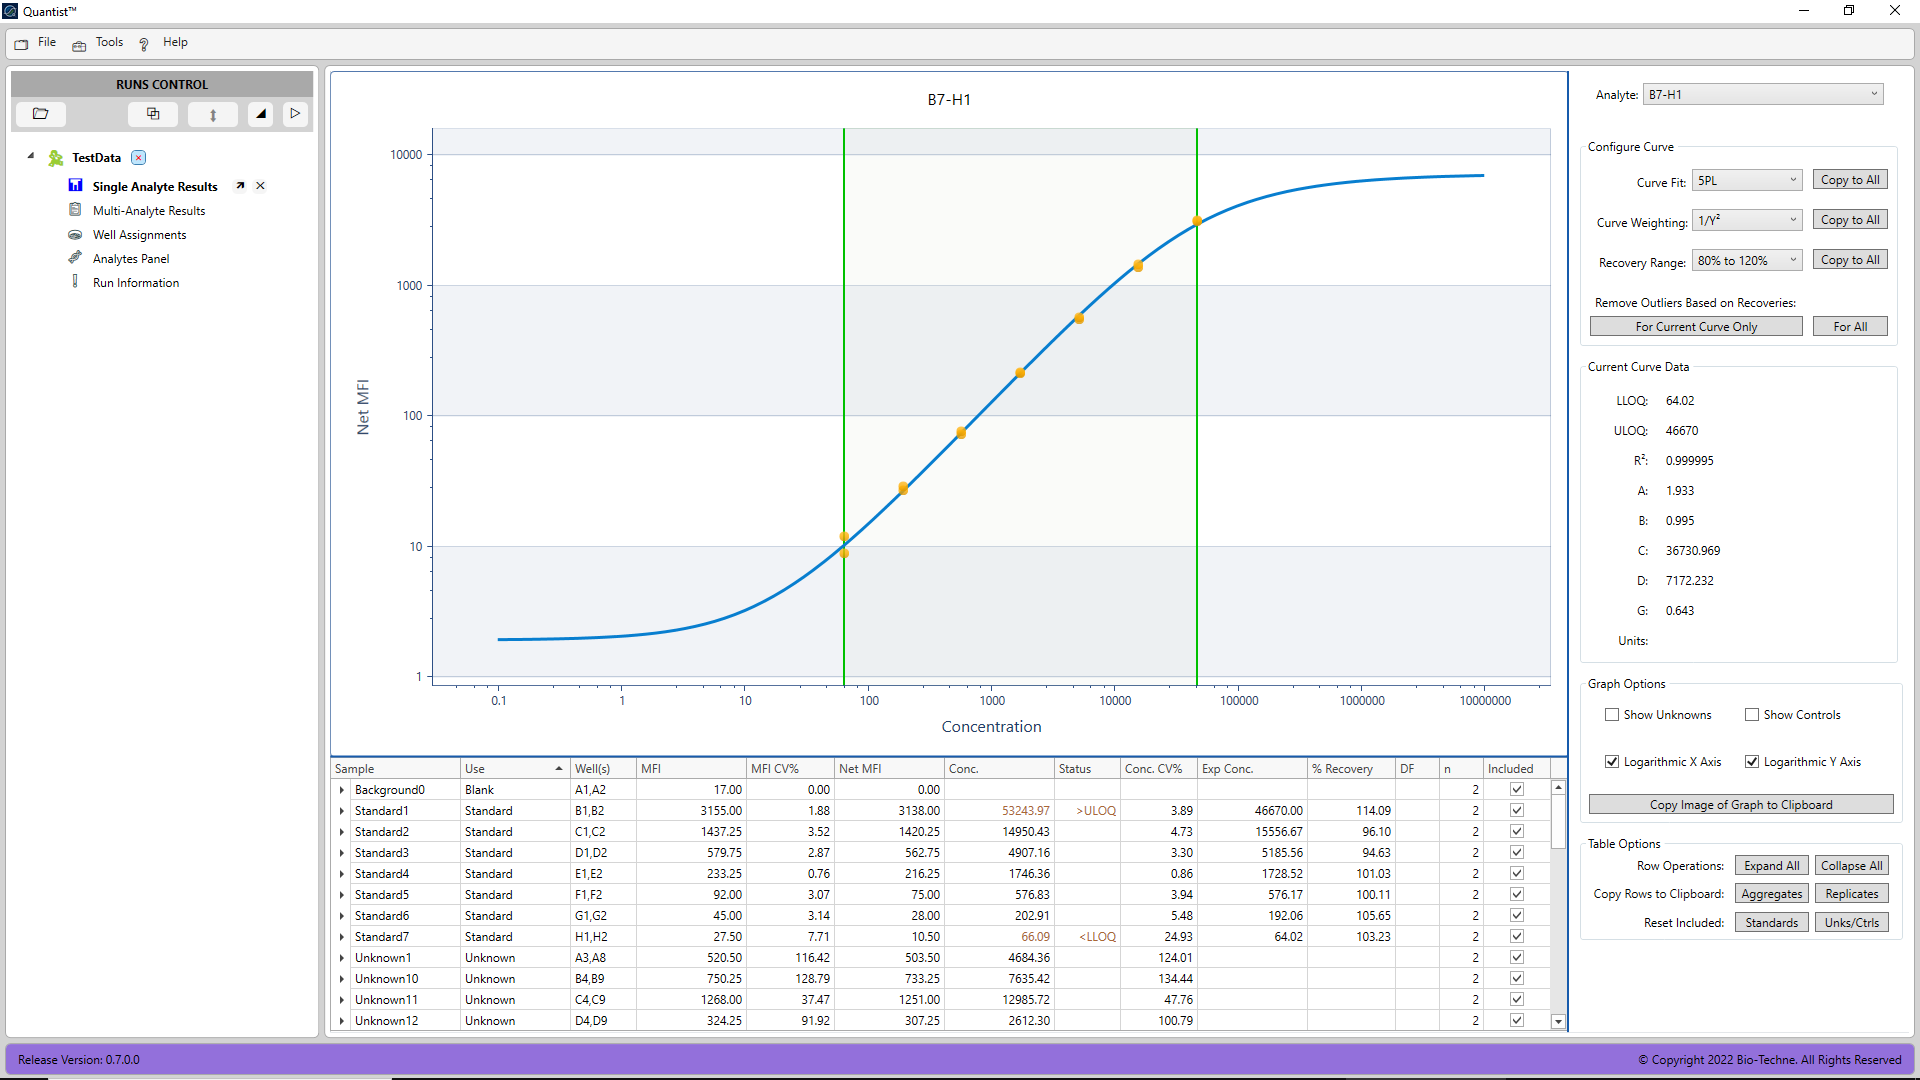 Quantist™
File Tools Help
RUNS CONTROL
TestData
Single Analyte Results
Multi-Analyte Results
Well Assignments
Analytes Panel
Run Information
B7-H1
10000
1000
100
10
1
Net MFI
0.1 1 10 100 1000 10000 100000 1000000 10000000
Concentration
Sample Use Well(s) MFI MFI CV% Net MFI Conc. Status Conc. CV% Exp Conc. % Recovery DF n Included
Background0 Blank A1,A2 17.00 0.00 0.00 2
Standard1 Standard B1,B2 3155.00 1.88 3138.00 53243.97 >ULOQ 3.89 46670.00 114.09 2
Standard2 Standard C1,C2 1437.25 3.52 1420.25 14950.43 4.73 15556.67 96.10 2
Standard3 Standard D1,D2 579.75 2.87 562.75 4907.16 3.30 5185.56 94.63 2
Standard4 Standard E1,E2 233.25 0.76 216.25 1746.36 0.86 1728.52 101.03 2
Standard5 Standard F1,F2 92.00 3.07 75.00 576.83 3.94 576.17 100.11 2
Standard6 Standard G1,G2 45.00 3.14 28.00 202.91 5.48 192.06 105.65 2
Standard7 Standard H1,H2 27.50 7.71 10.50 66.09 <LLOQ 24.93 64.02 103.23 2
Unknown1 Unknown A3,A8 520.50 116.42 503.50 4684.36 124.01 2
Unknown10 Unknown B4,B9 750.25 128.79 733.25 7635.42 134.44 2
Unknown11 Unknown C4,C9 1268.00 37.47 1251.00 12985.72 47.76 2
Unknown12 Unknown D4,D9 324.25 91.92 307.25 2612.30 100.79 2
Analyte: B7-H1
Configure Curve
Curve Fit: 5PL Copy to All
Curve Weighting: 1/Y² Copy to All
Recovery Range: 80% to 120% Copy to All
Remove Outliers Based on Recoveries:
For Current Curve Only For All
Current Curve Data
LLOQ: 64.02
ULOQ: 46670
R²: 0.999995
A: 1.933
B: 0.995
C: 36730.969
D: 7172.232
G: 0.643
Units:
Graph Options
Show Unknowns Show Controls
Logarithmic X Axis Logarithmic Y Axis
Copy Image of Graph to Clipboard
Table Options
Row Operations: Expand All Collapse All
Copy Rows to Clipboard: Aggregates Replicates
Reset Included: Standards Unks/Ctrls
Release Version: 0.7.0.0
© Copyright 2022 Bio-Techne. All Rights Reserved